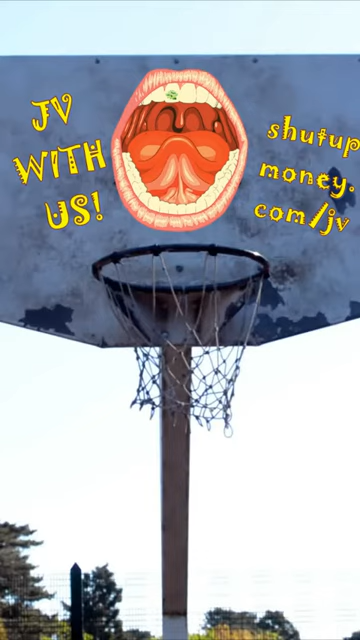 JV
WITH
US!
shutup
money.
com/jv